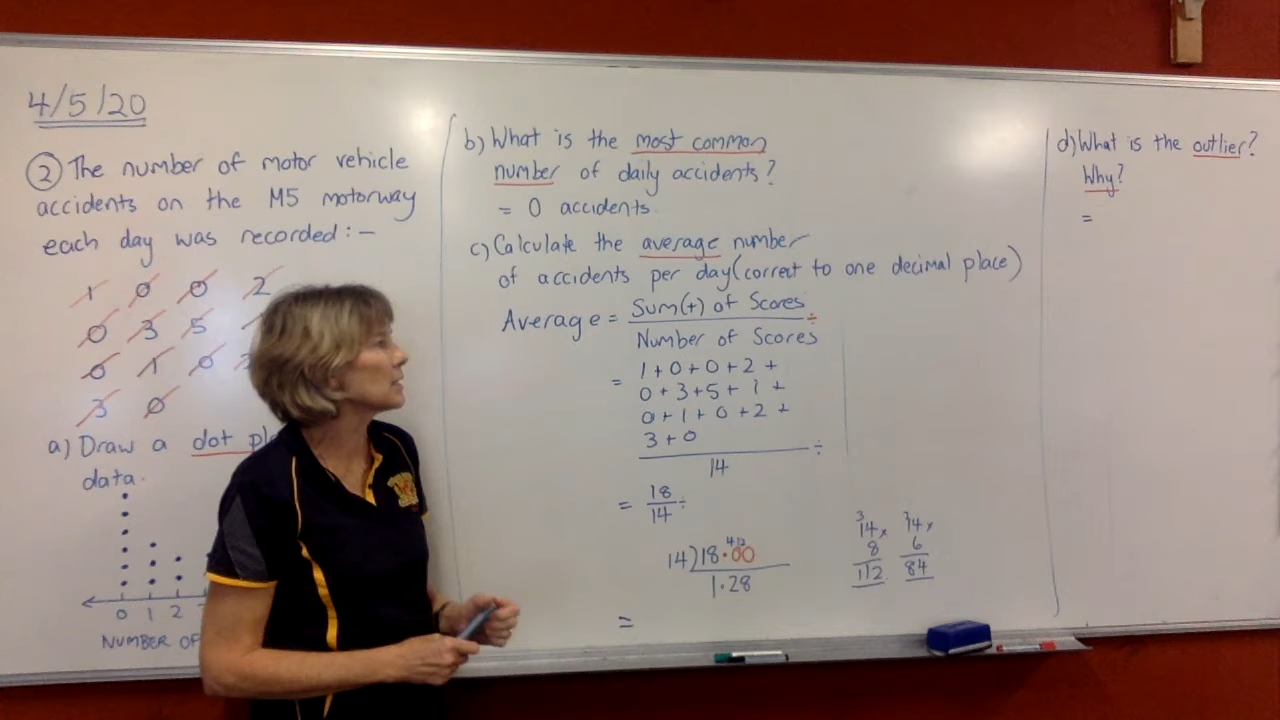 4/5/20
② The number of motor vehicle
accidents on the M5 motorway
each day was recorded:-
1 0 0 2
0 3 5
0 1 0
3 0
a) Draw a dot
data.
0 1 2
NUMBER OF
b) What is the most common
number of daily accidents?
= 0 accidents.
c) Calculate the average number
of accidents per day (correct to one decimal place)
Average = Sum(+) of Scores ÷
Number of Scores
= 1+0+0+2+
0+3+5+1+
0+1+0+2+
3+0
14 ÷
= 18
14 ÷
14)18.⁴0¹²0
1.28
=
3
14×
8
112
14×
6
84
d) What is the outlier?
Why?
=